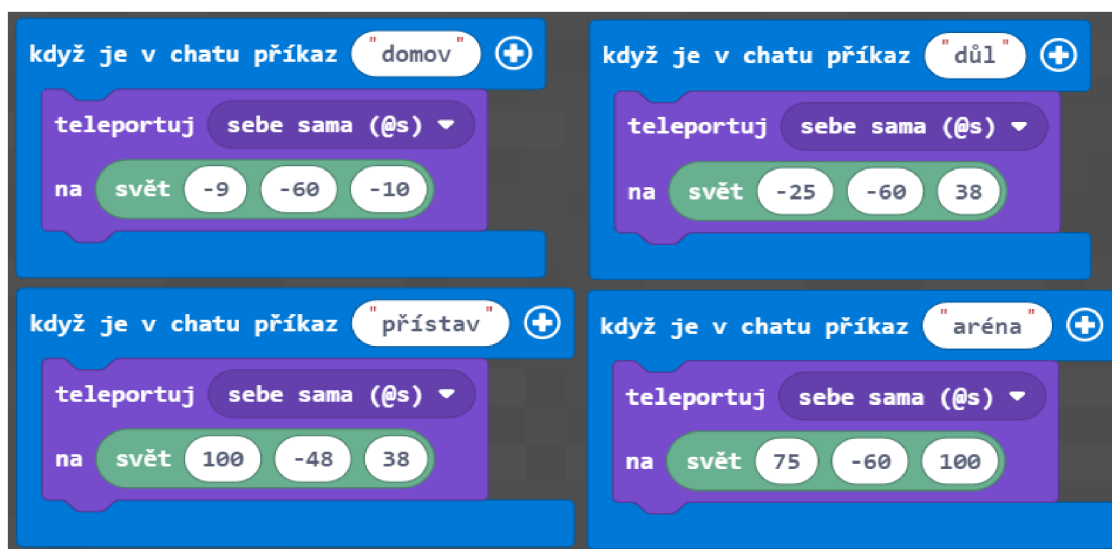 když je v chatu příkaz "domov"
teleportuj sebe sama (@s)
na svět -9 -60 -10
když je v chatu příkaz "důl"
teleportuj sebe sama (@s)
na svět -25 -60 38
když je v chatu příkaz "přístav"
teleportuj sebe sama (@s)
na svět 100 -48 38
když je v chatu příkaz "aréna"
teleportuj sebe sama (@s)
na svět 75 -60 100